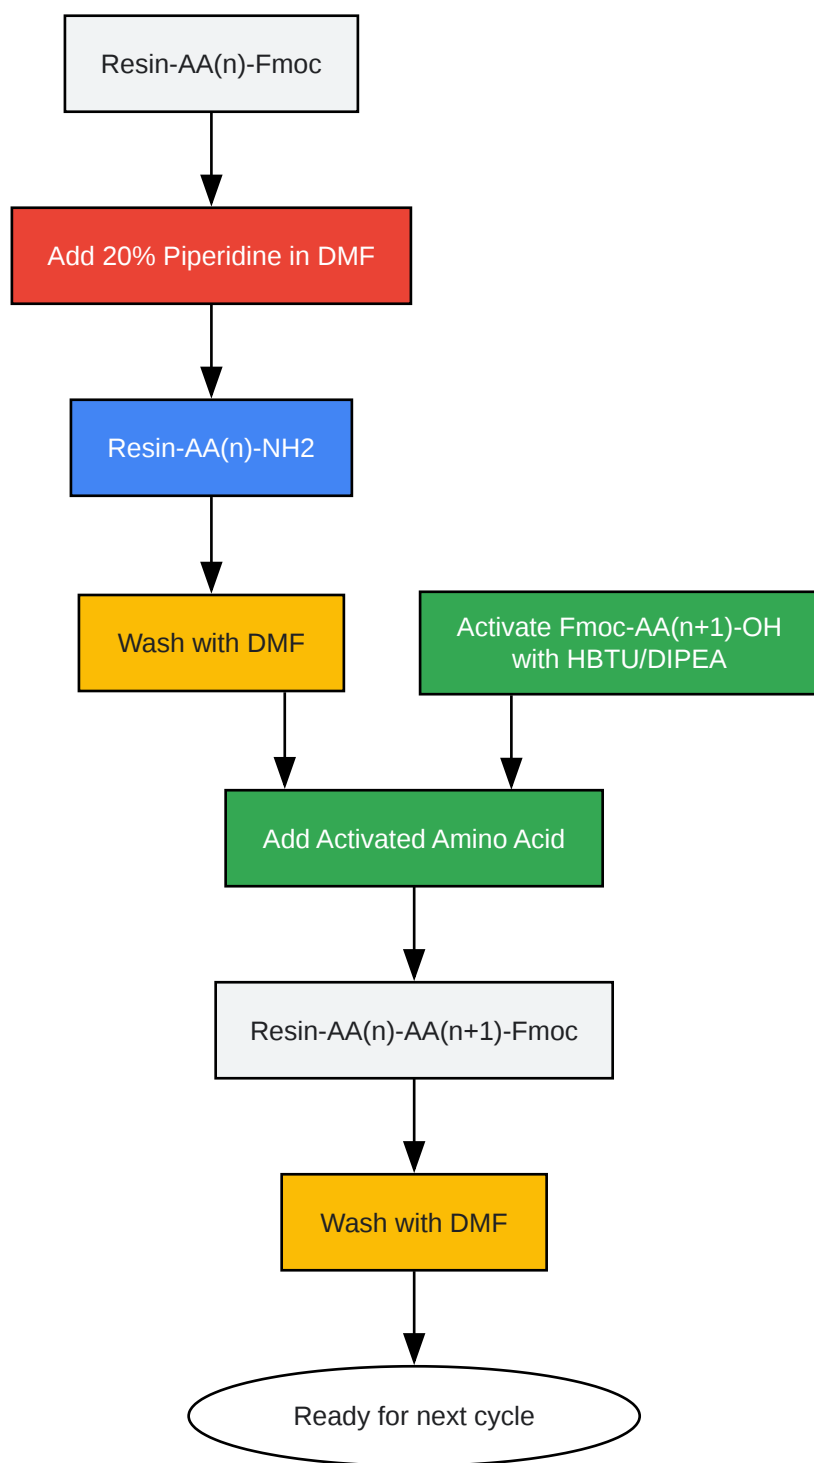 Resin-AA(n)-Fmoc
Add 20% Piperidine in DMF
Resin-AA(n)-NH2
Wash with DMF
Activate Fmoc-AA(n+1)-OH
with HBTU/DIPEA
Add Activated Amino Acid
Resin-AA(n)-AA(n+1)-Fmoc
Wash with DMF
Ready for next cycle